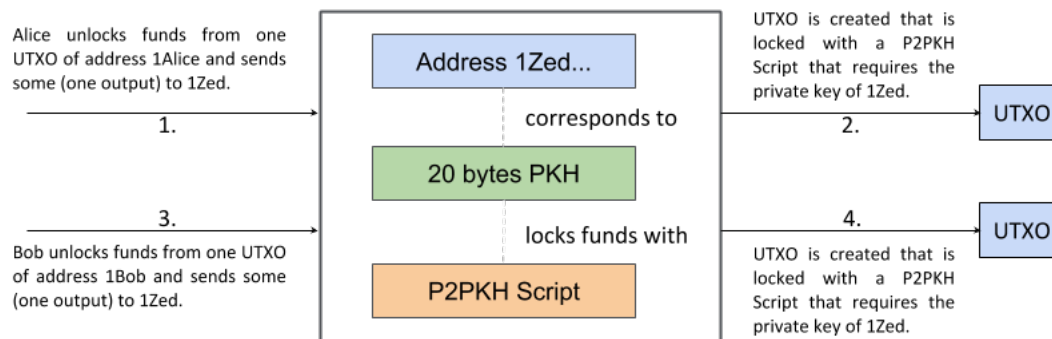 Alice unlocks funds from one
UTXO of address 1Alice and sends
some (one output) to 1Zed.
1.
3.
Bob unlocks funds from one UTXO
of address 1Bob and sends some
(one output) to 1Zed.
Address 1Zed...
corresponds to
20 bytes PKH
locks funds with
P2PKH Script
UTXO is created that is
locked with a P2PKH
Script that requires the
private key of 1Zed.
2.
UTXO
4.
UTXO
UTXO is created that is
locked with a P2PKH
Script that requires the
private key of 1Zed.